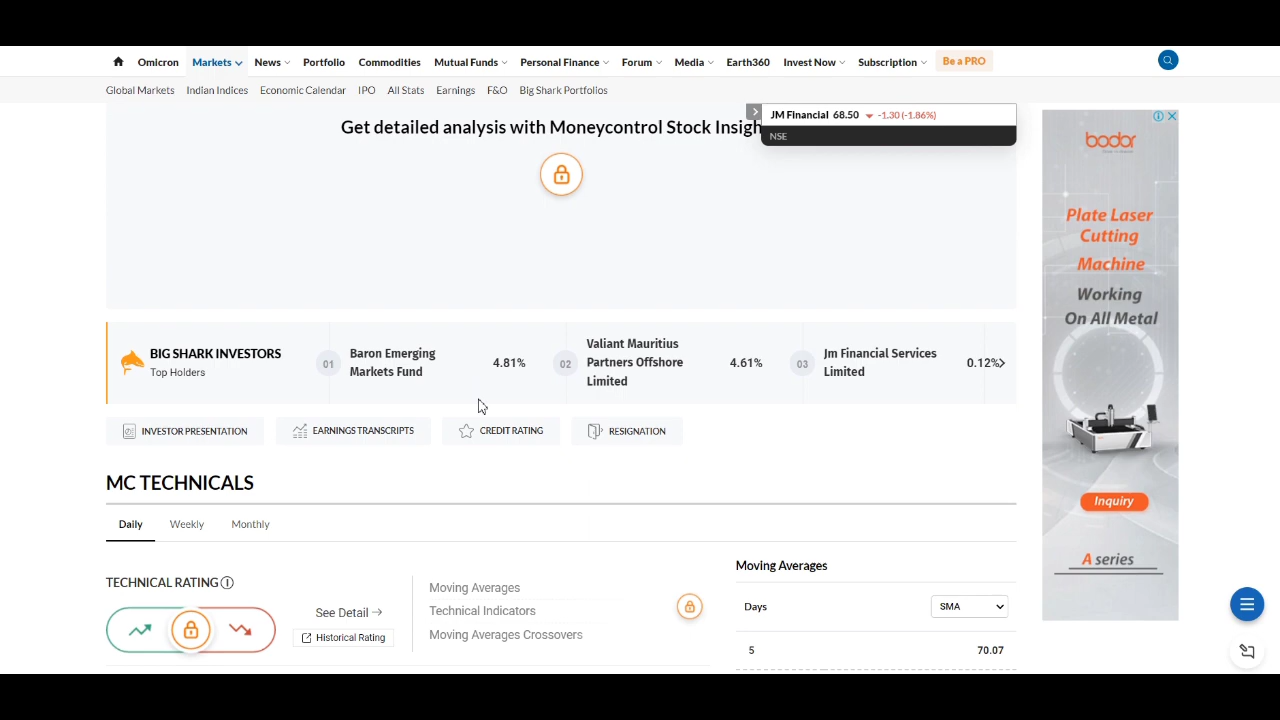 Omicron Markets News Portfolio Commodities Mutual Funds Personal Finance Forum Media Earth360 Invest Now Subscription Be a PRO
Global Markets Indian Indices Economic Calendar IPO All Stats Earnings F&O Big Shark Portfolios
Get detailed analysis with Moneycontrol Stock Insigh
JM Financial 68.50 -1.30 (-1.86%)
NSE
BIG SHARK INVESTORS
Top Holders
01
Baron Emerging
Markets Fund
4.81%
02
Valiant Mauritius
Partners Offshore
Limited
4.61%
03
Jm Financial Services
Limited
0.12%
INVESTOR PRESENTATION EARNINGS TRANSCRIPTS CREDIT RATING RESIGNATION
MC TECHNICALS
Daily Weekly Monthly
TECHNICAL RATING
See Detail →
Historical Rating
Moving Averages
Technical Indicators
Moving Averages Crossovers
Moving Averages
Days SMA
5 70.07
bodor
Plate Laser
Cutting
Machine
Working
On All Metal
Inquiry
A series